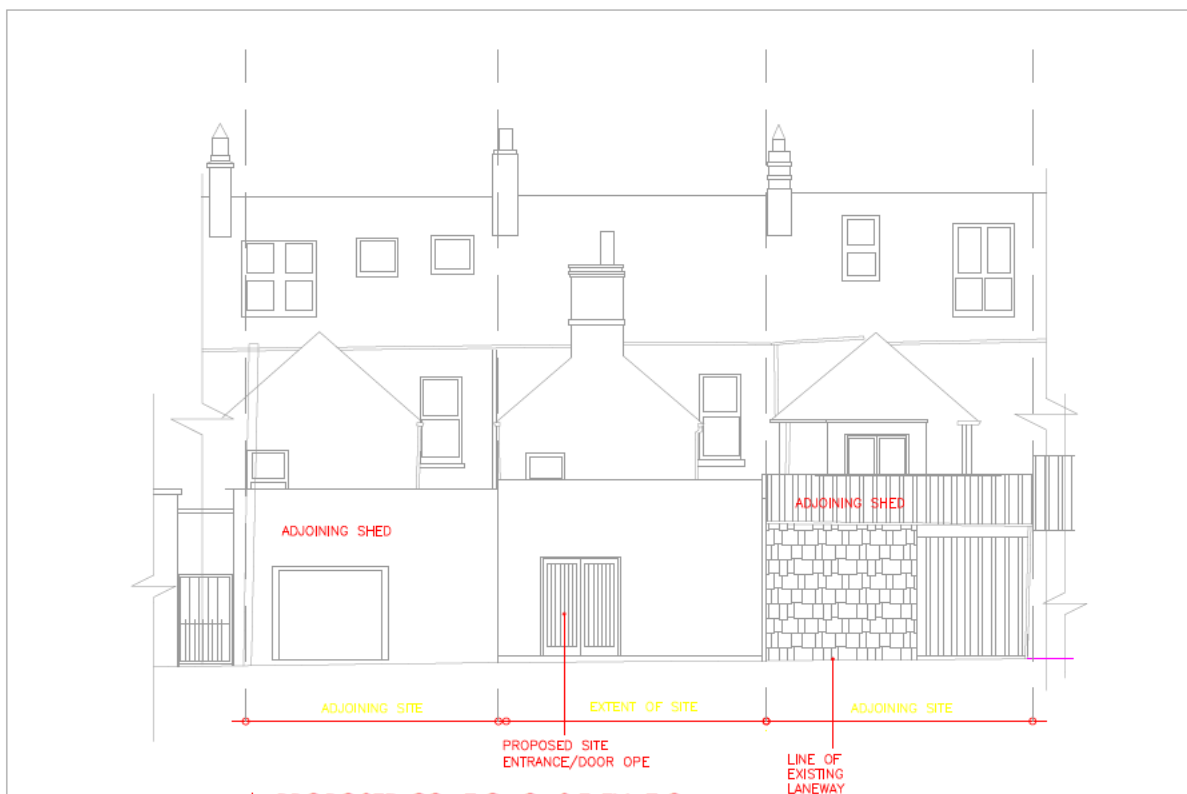 ADJOINING SHED
ADJOINING SHED
ADJOINING SITE
EXTENT OF SITE
ADJOINING SITE
PROPOSED SITE
ENTRANCE/DOOR OPE
LINE OF
EXISTING
LANEWAY